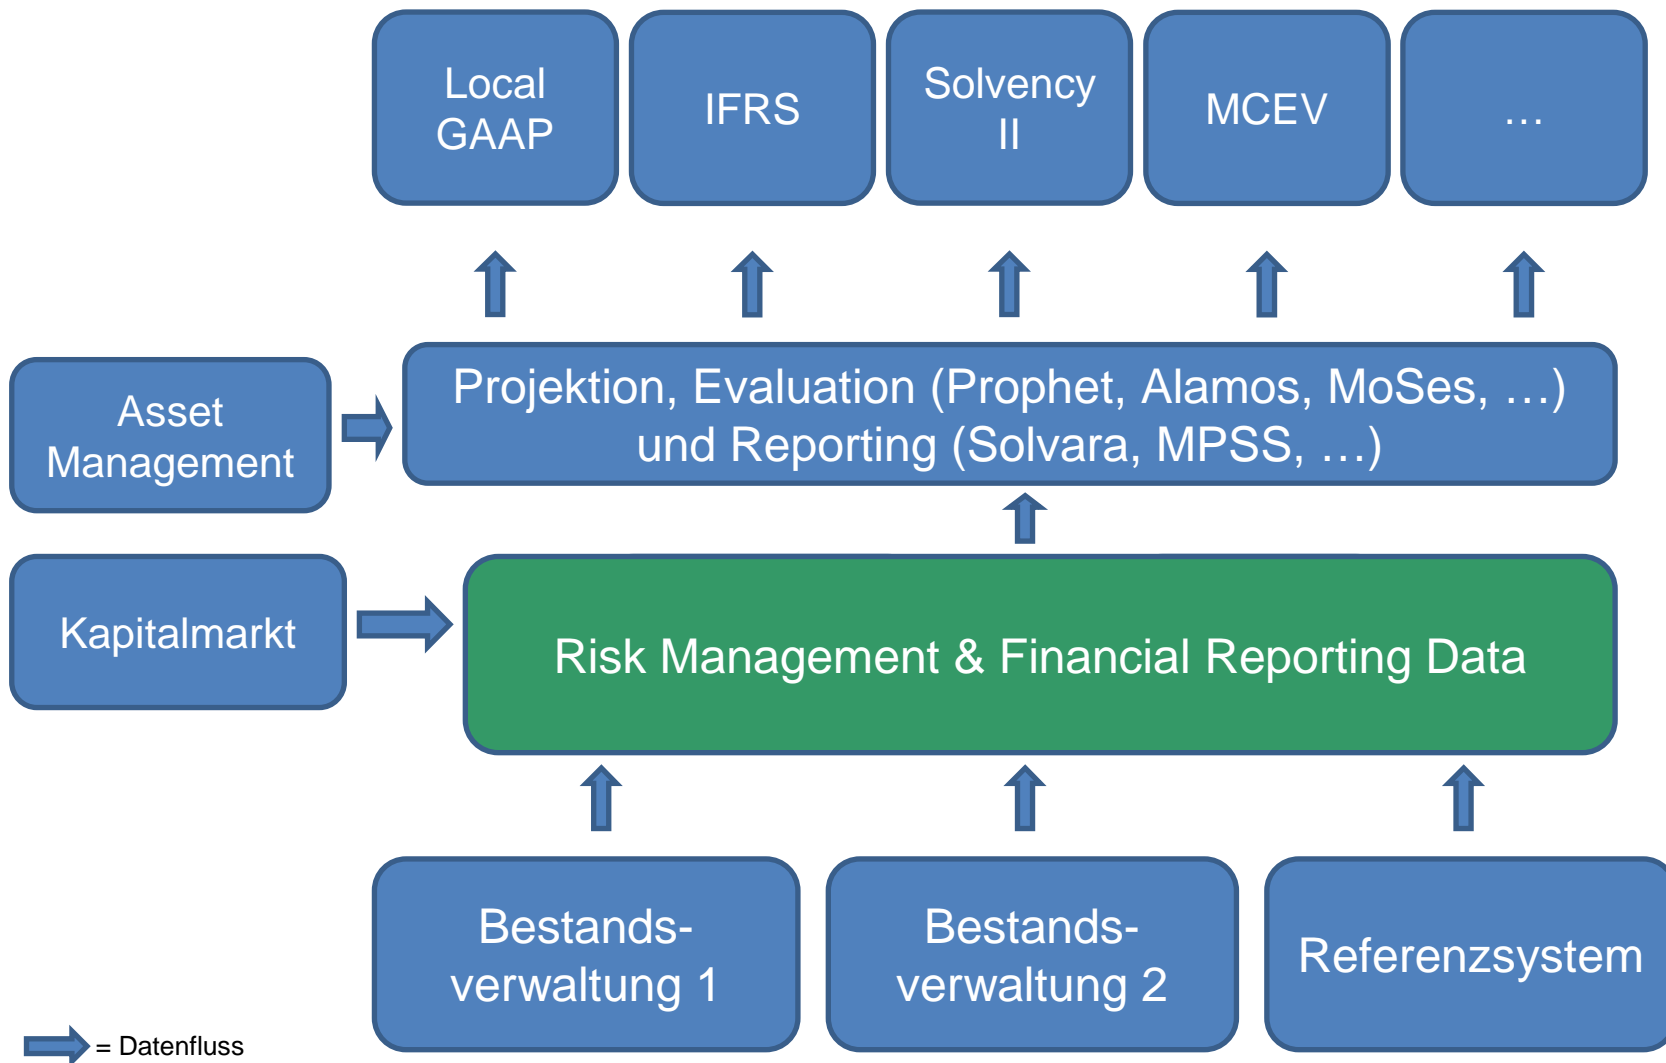 Local
GAAP
IFRS
Solvency
II
MCEV
…
Asset
Management
Projektion, Evaluation (Prophet, Alamos, MoSes, …)
und Reporting (Solvara, MPSS, …)
Kapitalmarkt
Risk Management & Financial Reporting Data
Bestands-
verwaltung 1
Bestands-
verwaltung 2
Referenzsystem
= Datenfluss